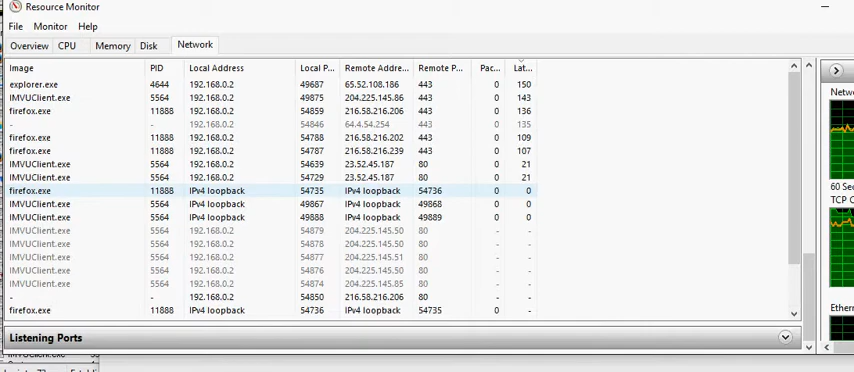 Resource Monitor
File Monitor Help
Overview CPU Memory Disk Network
Image PID Local Address Local P... Remote Addre... Remote P... Pac... Lat...
explorer.exe 4644 192.168.0.2 49687 65.52.108.186 443 0 150
IMVUClient.exe 5564 192.168.0.2 49875 204.225.145.86 443 0 143
firefox.exe 11888 192.168.0.2 54859 216.58.216.206 443 0 136
- - 192.168.0.2 54846 64.4.54.254 443 0 135
firefox.exe 11888 192.168.0.2 54788 216.58.216.202 443 0 109
firefox.exe 11888 192.168.0.2 54787 216.58.216.239 443 0 107
IMVUClient.exe 5564 192.168.0.2 54639 23.52.45.187 80 0 21
IMVUClient.exe 5564 192.168.0.2 54729 23.52.45.187 80 0 21
firefox.exe 11888 IPv4 loopback 54735 IPv4 loopback 54736 0 0
IMVUClient.exe 5564 IPv4 loopback 49867 IPv4 loopback 49868 0 0
IMVUClient.exe 5564 IPv4 loopback 49888 IPv4 loopback 49889 0 0
IMVUClient.exe 5564 192.168.0.2 54879 204.225.145.50 80 - -
IMVUClient.exe 5564 192.168.0.2 54878 204.225.145.50 80 - -
IMVUClient.exe 5564 192.168.0.2 54877 204.225.145.51 80 - -
IMVUClient.exe 5564 192.168.0.2 54876 204.225.145.50 80 - -
IMVUClient.exe 5564 192.168.0.2 54874 204.225.145.85 80 - -
- - 192.168.0.2 54850 216.58.216.206 80 - -
firefox.exe 11888 IPv4 loopback 54736 IPv4 loopback 54735 0 -
Listening Ports
Netw
60 Sec
TCP C
Ethern
IMVUClient.exe